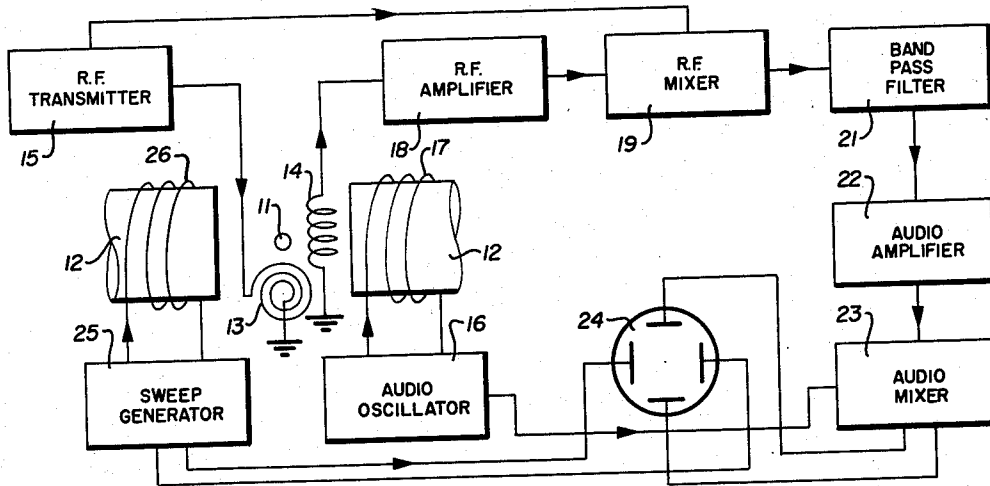 R.F.
TRANSMITTER
15
R.F.
AMPLIFIER
18
R.F.
MIXER
19
BAND
PASS
FILTER
21
26
14
17
11
12
12
13
22
AUDIO
AMPLIFIER
25
SWEEP
GENERATOR
16
AUDIO
OSCILLATOR
24
23
AUDIO
MIXER